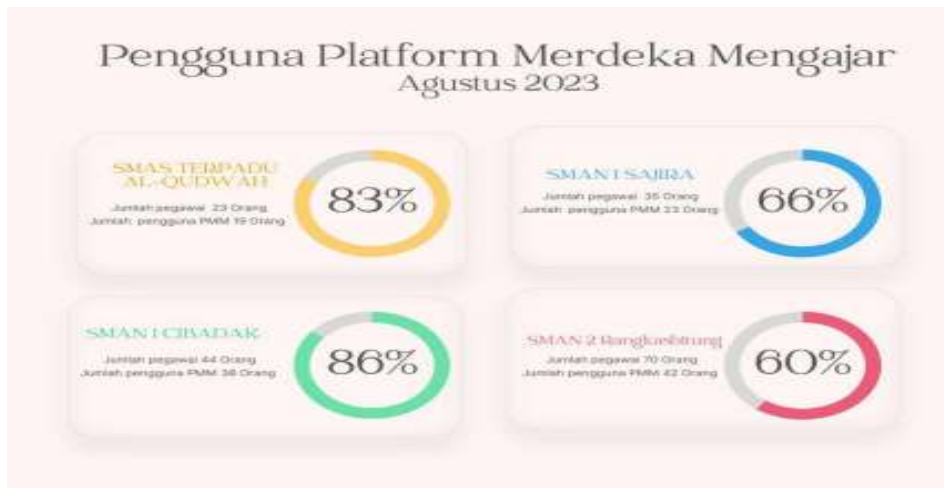 Pengguna Platform Merdeka Mengajar
Agustus 2023
SMAS TERPADU
AL-QUDWAH
Jumlah pegawai 23 Orang
Jumlah pengguna PMM 19 Orang
83%
SMAN 1 SAJIRA
Jumlah pegawai 35 Orang
Jumlah pengguna PMM 23 Orang
66%
SMAN 1 CIBADAK
Jumlah pegawai 44 Orang
Jumlah pengguna PMM 38 Orang
86%
SMAN 2 Rangkasbitung
Jumlah pegawai 70 Orang
Jumlah pengguna PMM 42 Orang
60%